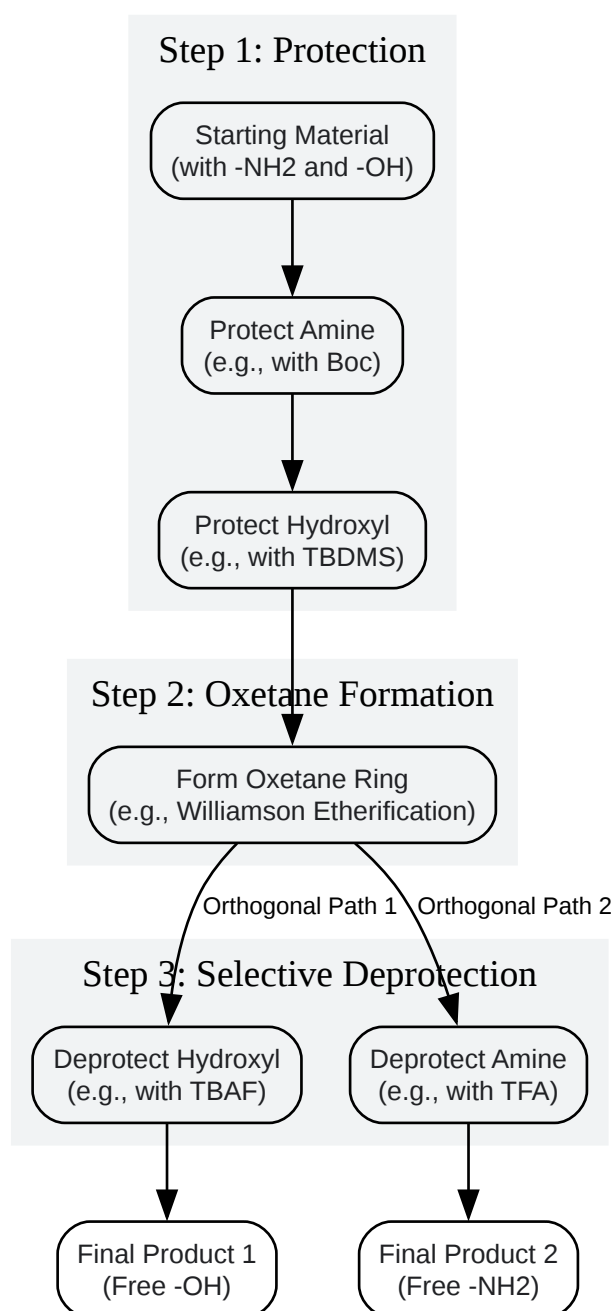 Step 1: Protection
Starting Material
(with -NH2 and -OH)
Protect Amine
(e.g., with Boc)
Protect Hydroxyl
(e.g., with TBDMS)
Step 2: Oxetane Formation
Form Oxetane Ring
(e.g., Williamson Etherification)
Orthogonal Path 1
Orthogonal Path 2
Step 3: Selective Deprotection
Deprotect Hydroxyl
(e.g., with TBAF)
Deprotect Amine
(e.g., with TFA)
Final Product 1
(Free -OH)
Final Product 2
(Free -NH2)